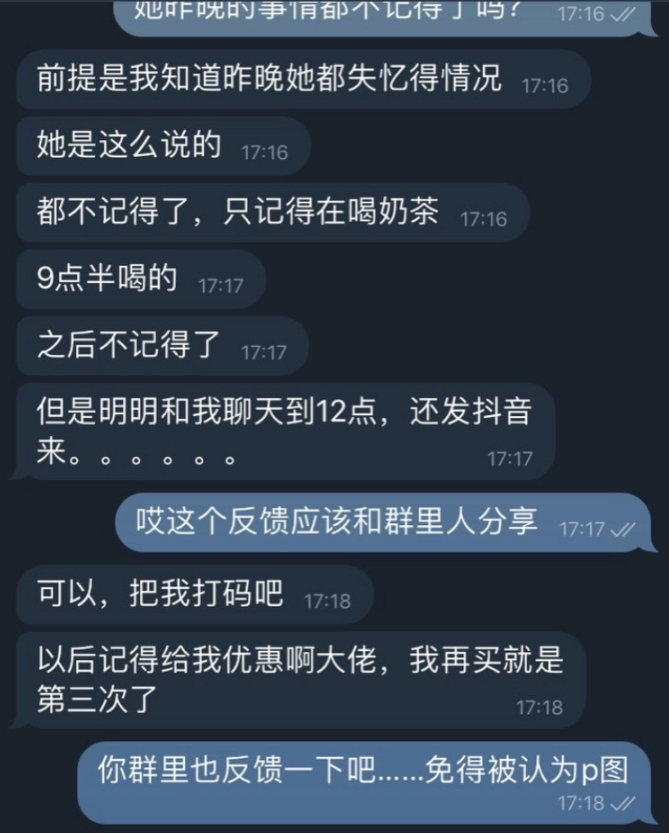 她昨晚的事情都不记得了吗?
17:16
前提是我知道昨晚她都失忆得情况 17:16
她是这么说的 17:16
都不记得了，只记得在喝奶茶 17:16
9点半喝的 17:17
之后不记得了 17:17
但是明明和我聊天到12点，还发抖音
来。。。。。。 17:17
哎这个反馈应该和群里人分享 17:17
可以，把我打码吧 17:18
以后记得给我优惠啊大佬，我再买就是
第三次了 17:18
你群里也反馈一下吧......免得被认为p图
17:18